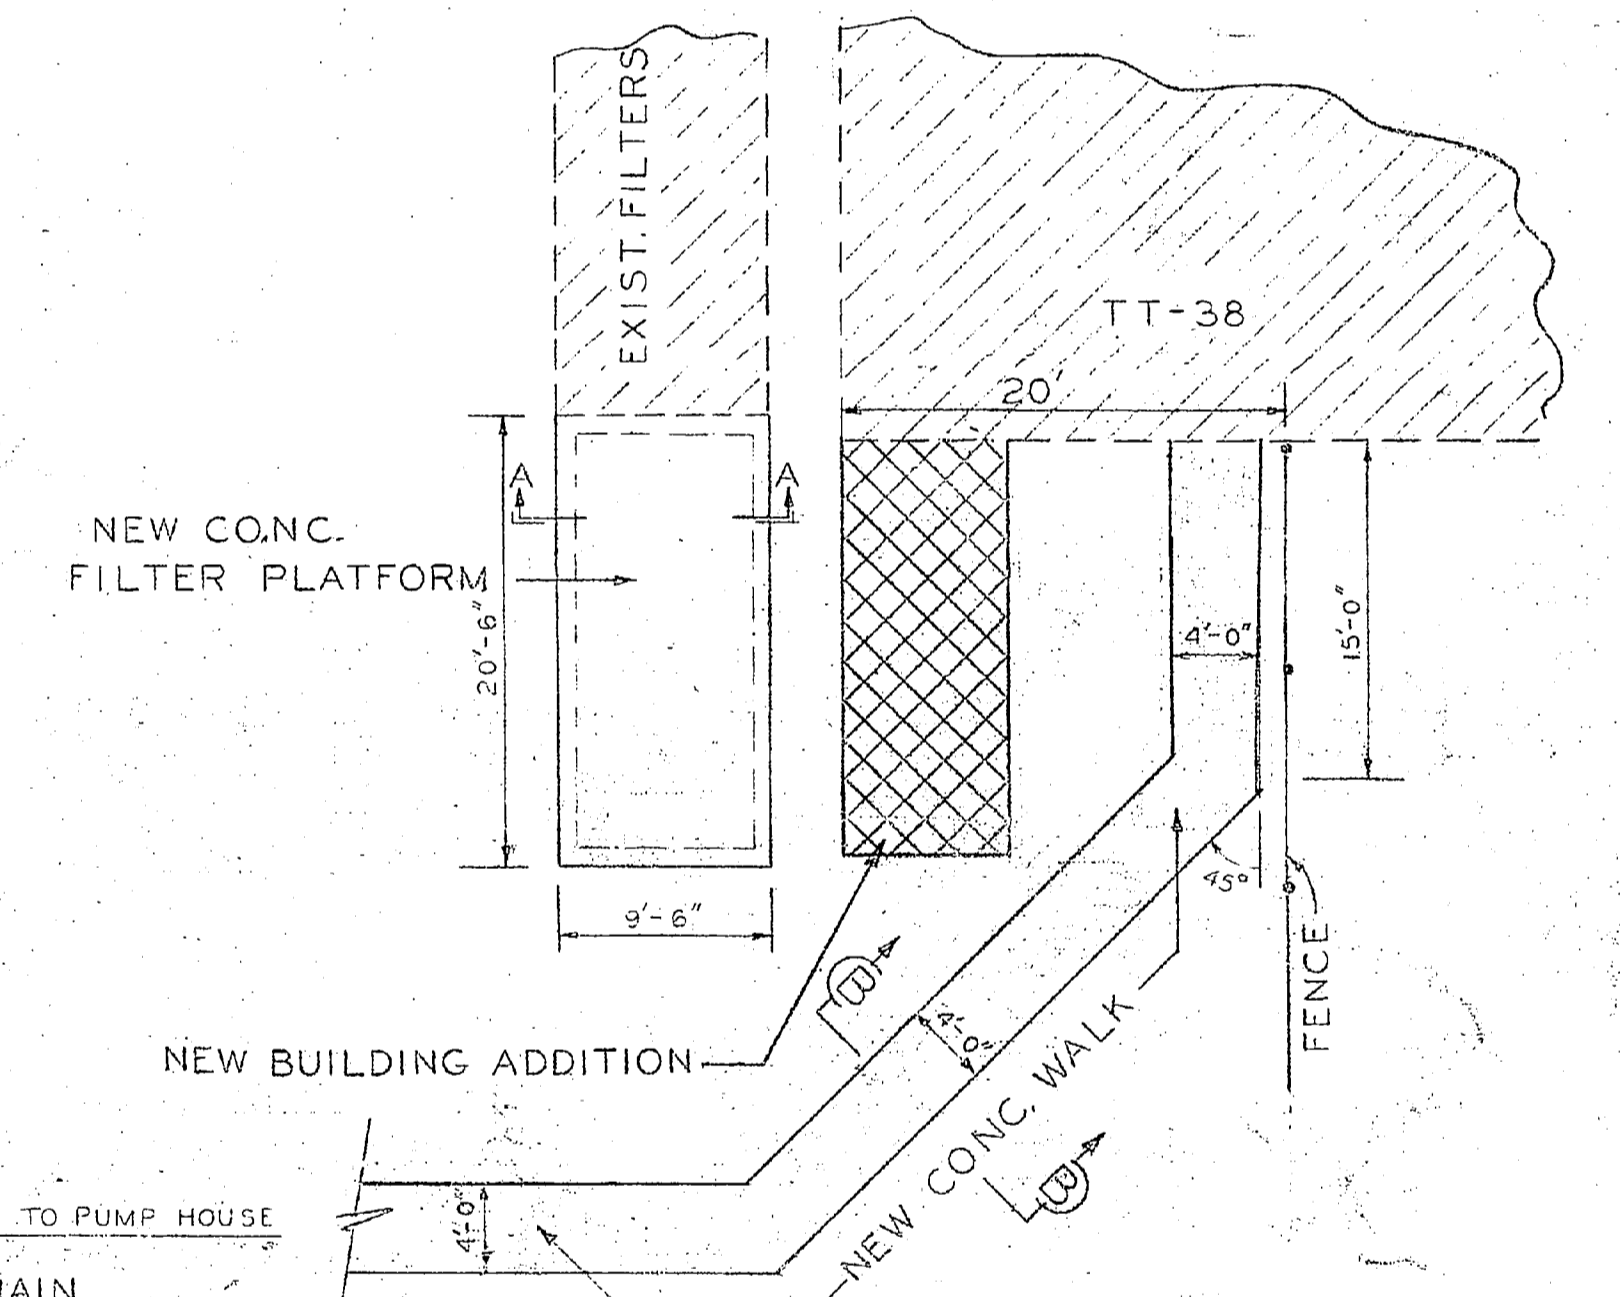 EXIST. FILTERS
TT-38
20'
A
A
NEW CONC.
FILTER PLATFORM
20'-6"
4'-0"
15'-0"
45°
9'-6"
B
FENCE
4'-0"
NEW BUILDING ADDITION
NEW CONC. WALK
B
TO PUMP HOUSE
4'-0"